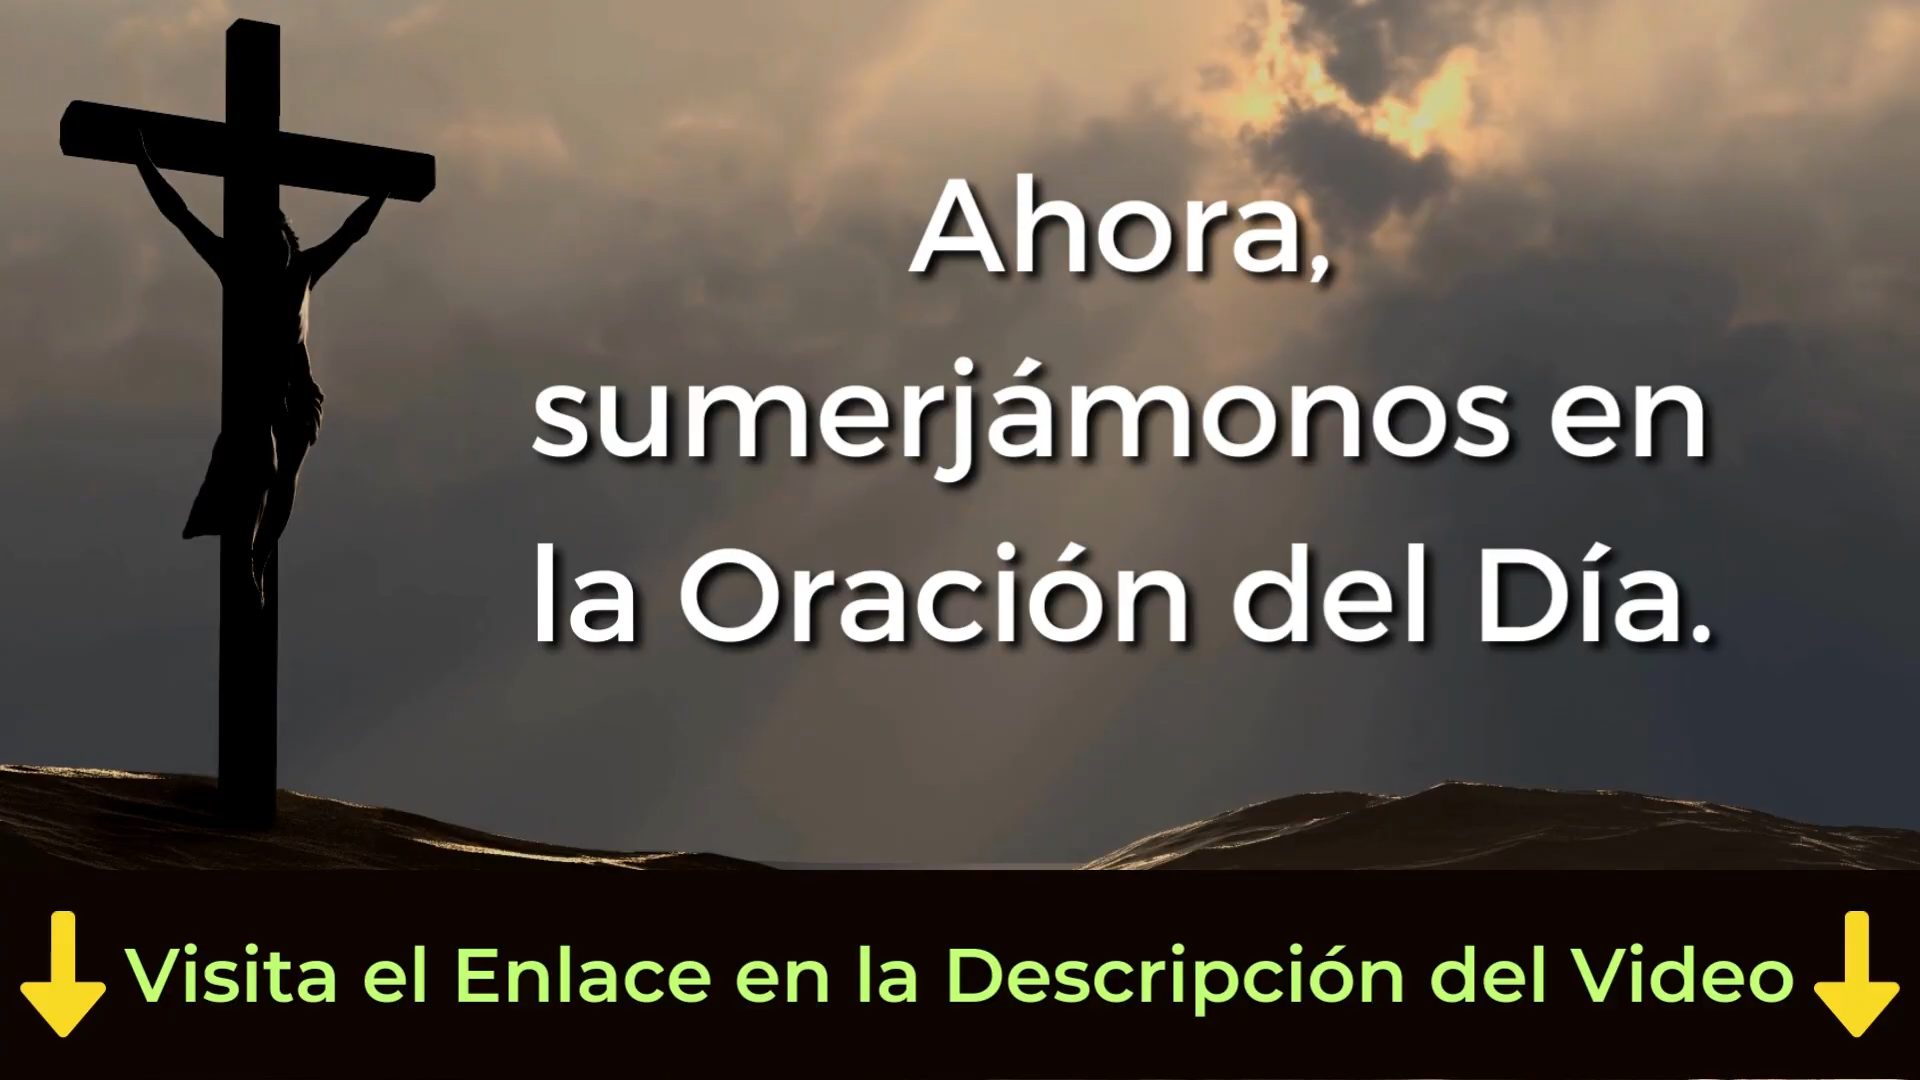 Ahora,
sumerjámonos en
la Oración del Día.
Visita el Enlace en la Descripción del Video